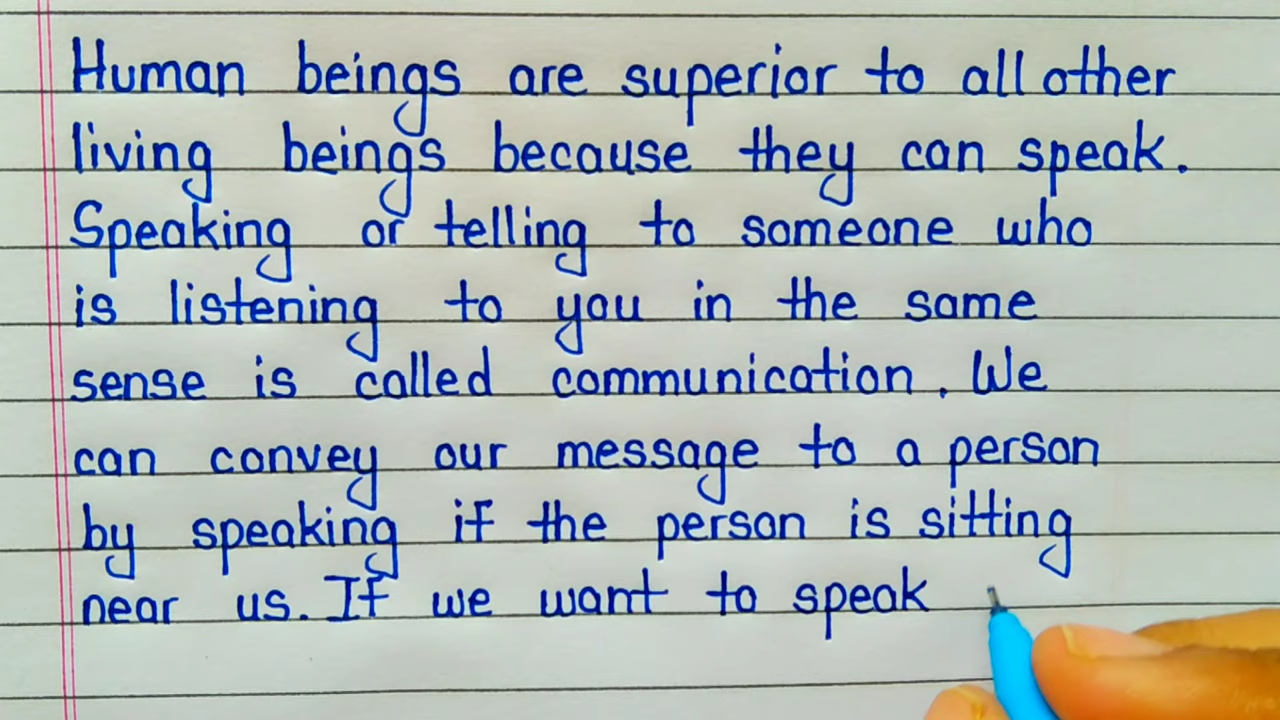 Human beings are superior to all other
living beings because they can speak.
Speaking or telling to someone who
is listening to you in the same
sense is called communication. We
can convey our message to a person
by speaking if the person is sitting
near us. If we want to speak